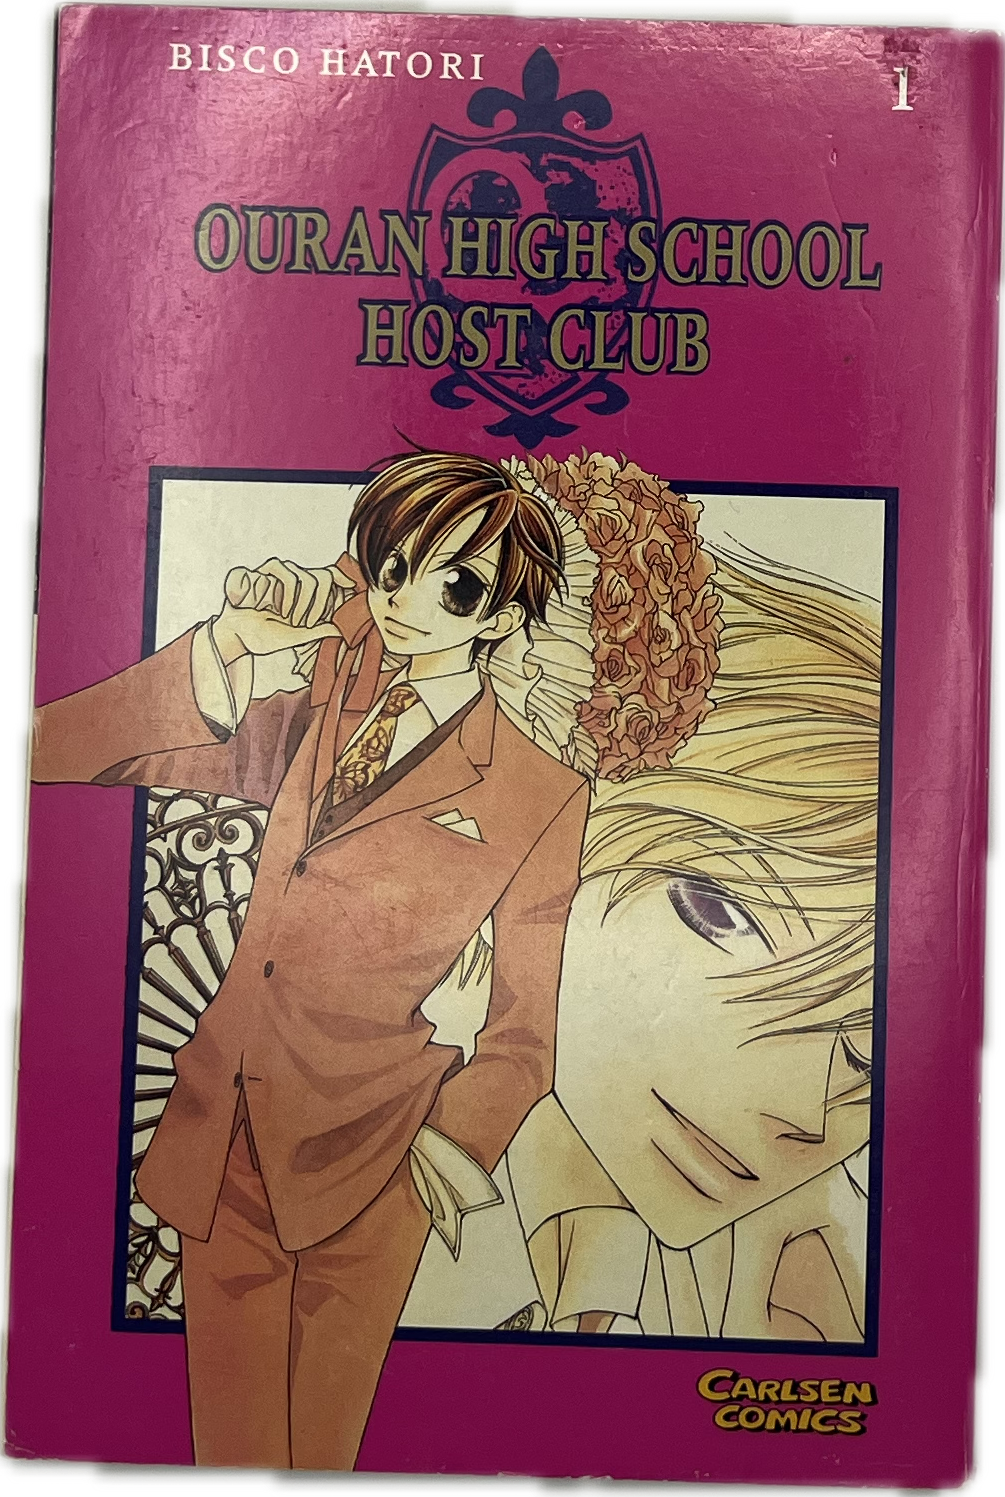 BISCO HATORI
1
OURAN HIGH SCHOOL
HOST CLUB
CARLSEN
COMICS